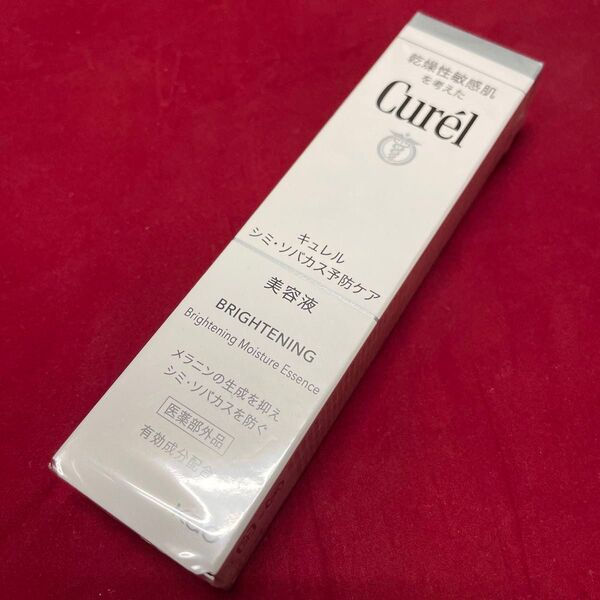 乾燥性敏感肌
を考えた
Curél
キュレル
シミ・ソバカス予防ケア
美容液
BRIGHTENING
Brightening Moisture Essence
メラニンの生成を抑え
シミ・ソバカスを防ぐ
医薬部外品
有効成分配合